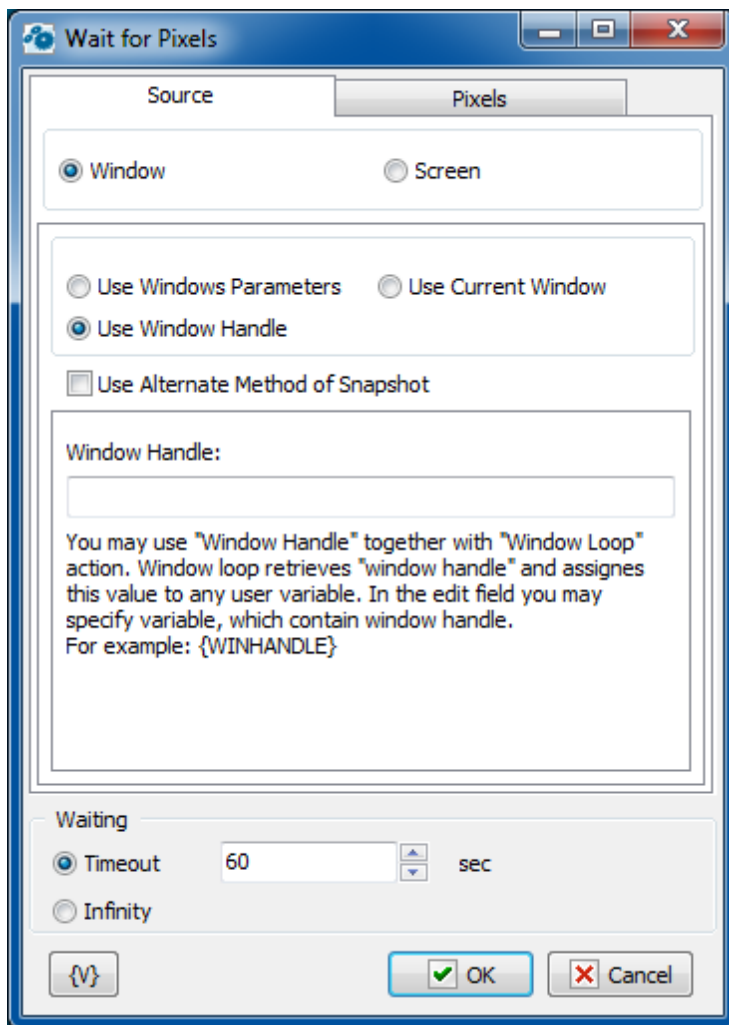 Wait for Pixels
Source Pixels
Window Screen
Use Windows Parameters Use Current Window
Use Window Handle
Use Alternate Method of Snapshot
Window Handle:
You may use "Window Handle" together with "Window Loop"
action. Window loop retrieves "window handle" and assignes
this value to any user variable. In the edit field you may
specify variable, which contain window handle.
For example: {WINHANDLE}
Waiting
Timeout 60 sec
Infinity
{V} OK Cancel